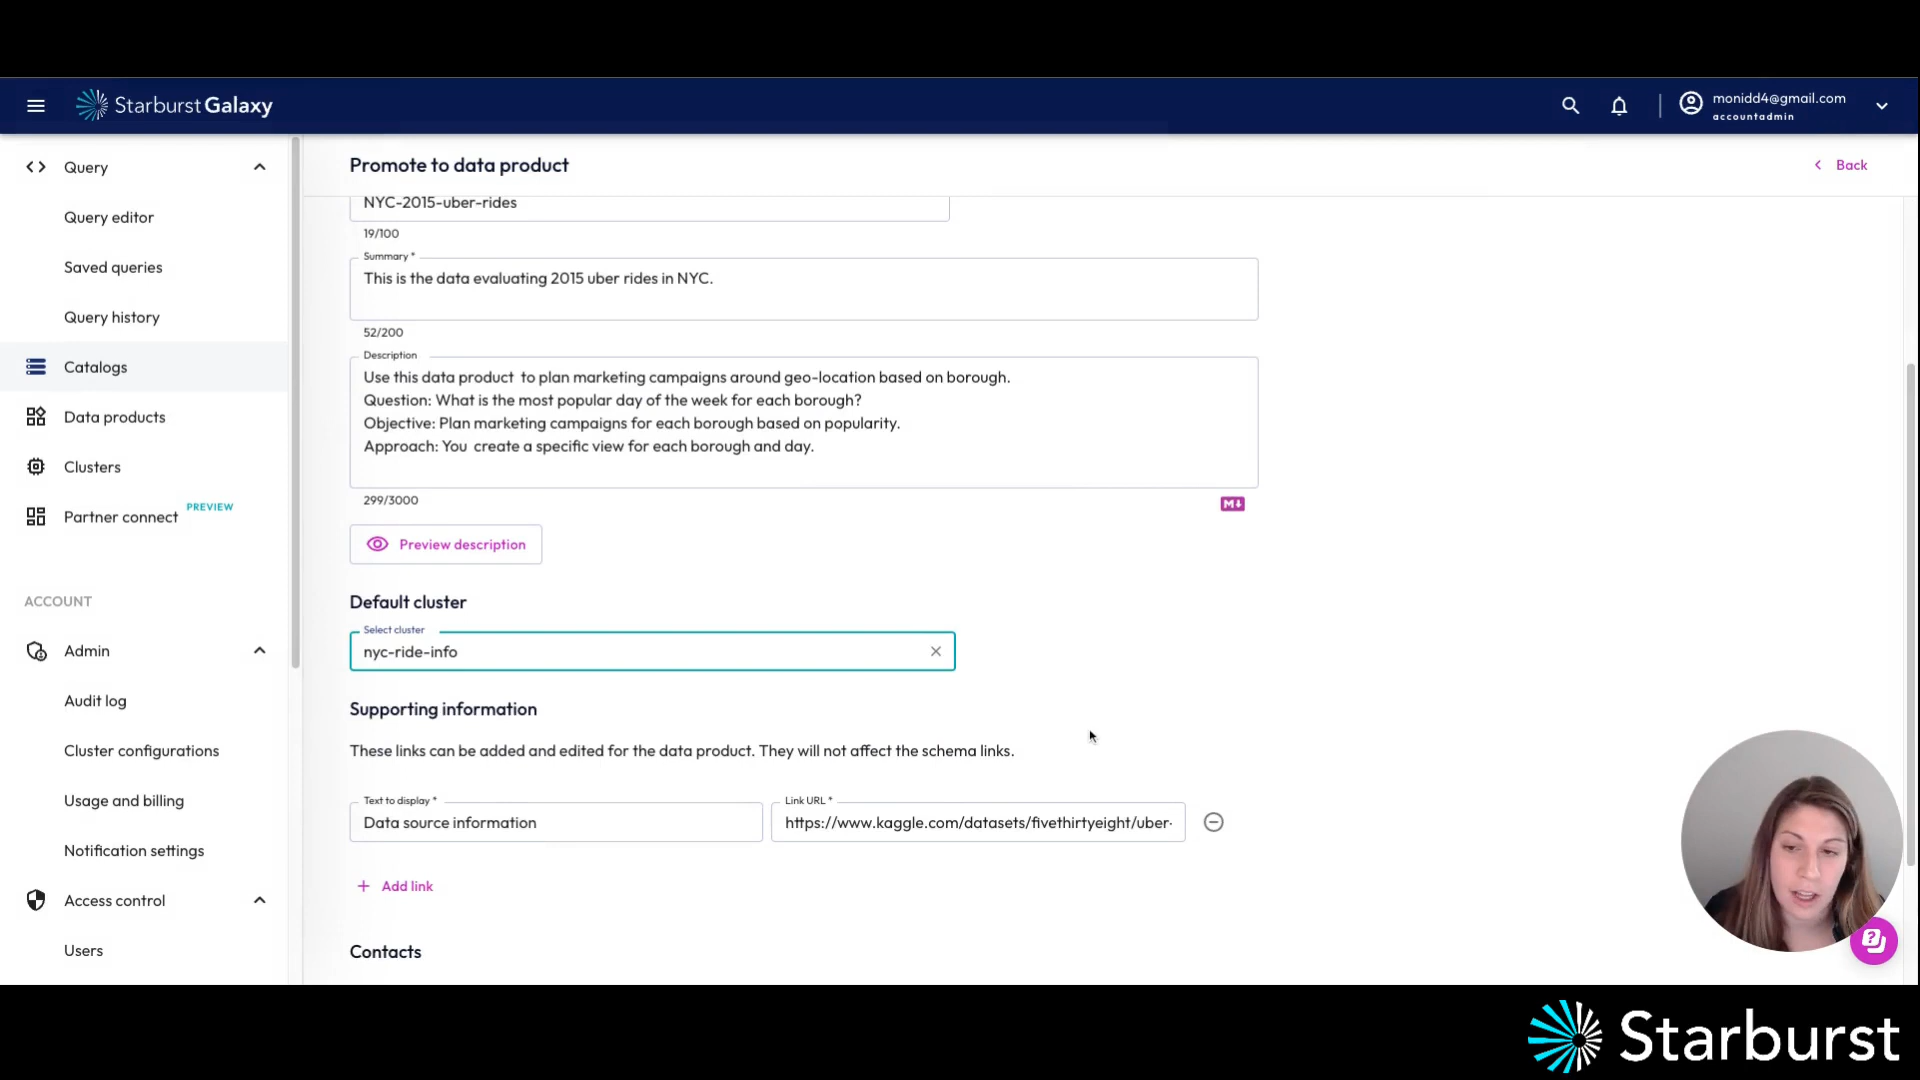 Starburst Galaxy
monidd4@gmail.com
accountadmin
Query
Query editor
Saved queries
Query history
Catalogs
Data products
Clusters
Partner connect PREVIEW
ACCOUNT
Admin
Audit log
Cluster configurations
Usage and billing
Notification settings
Access control
Users
Promote to data product
Back
NYC-2015-uber-rides
19/100
Summary *
This is the data evaluating 2015 uber rides in NYC.
52/200
Description
Use this data product  to plan marketing campaigns around geo-location based on borough.
Question: What is the most popular day of the week for each borough?
Objective: Plan marketing campaigns for each borough based on popularity.
Approach: You  create a specific view for each borough and day.
299/3000
M
Preview description
Default cluster
Select cluster
nyc-ride-info
Supporting information
These links can be added and edited for the data product. They will not affect the schema links.
Text to display *
Data source information
Link URL *
https://www.kaggle.com/datasets/fivethirtyeight/uber-
Add link
Contacts
?
Starburst